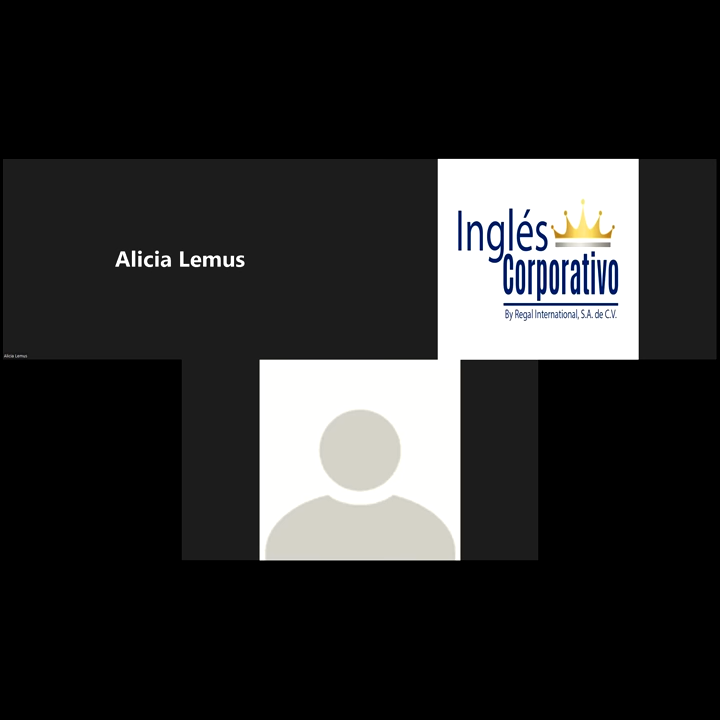 Alicia Lemus
Inglés
Corporativo
By Regal International, S.A. de C.V.
Alicia Lemus